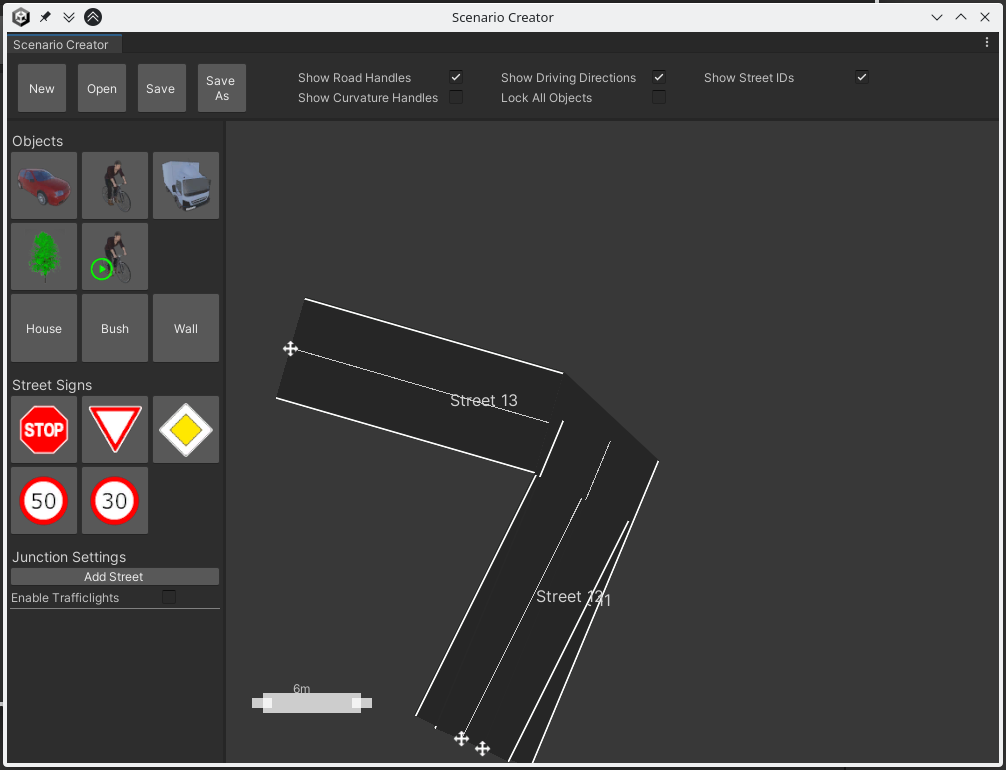 Scenario Creator
Scenario Creator
New
Open
Save
Save
As
Show Road Handles
Show Driving Directions
Show Street IDs
Show Curvature Handles
Lock All Objects
Objects
House
Bush
Wall
Street Signs
STOP
50
30
Junction Settings
Add Street
Enable Trafficlights
Street 13
Street
6m